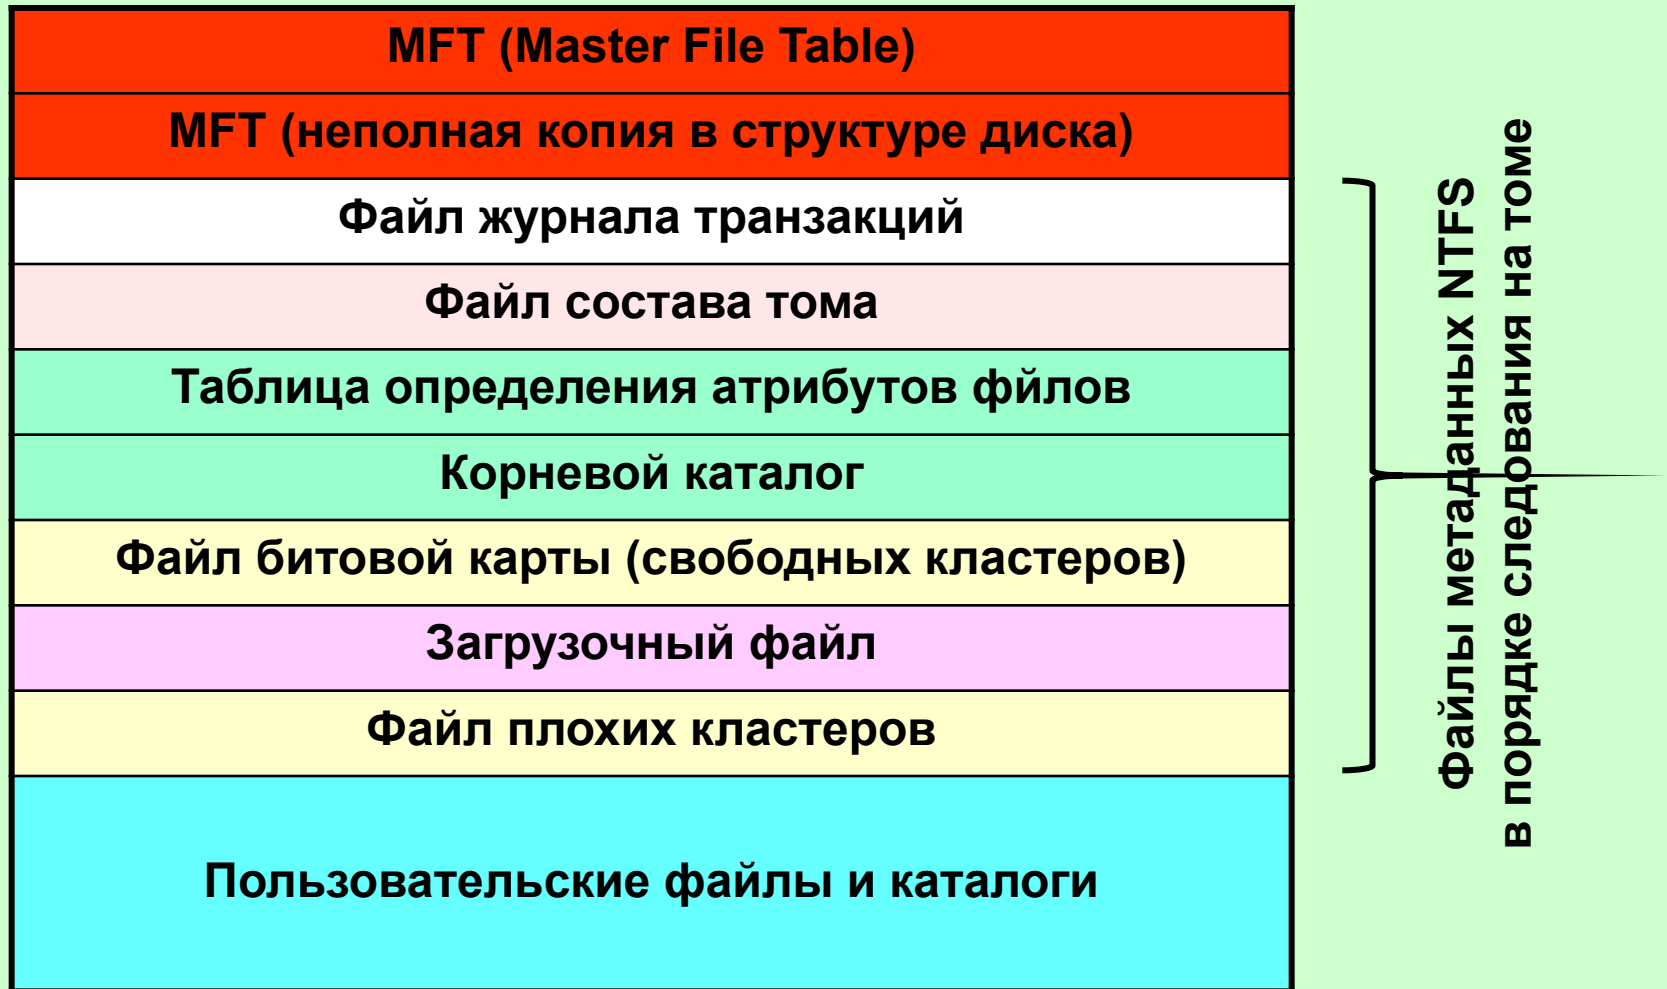 MFT (Master File Table)
MFT (неполная копия в структуре диска)
Файл журнала транзакций
Файл состава тома
Таблица определения атрибутов фйлов
Корневой каталог
Файл битовой карты (свободных кластеров)
Загрузочный файл
Файл плохих кластеров
Пользовательские файлы и каталоги
Файлы метаданных NTFS
в порядке следования на томе